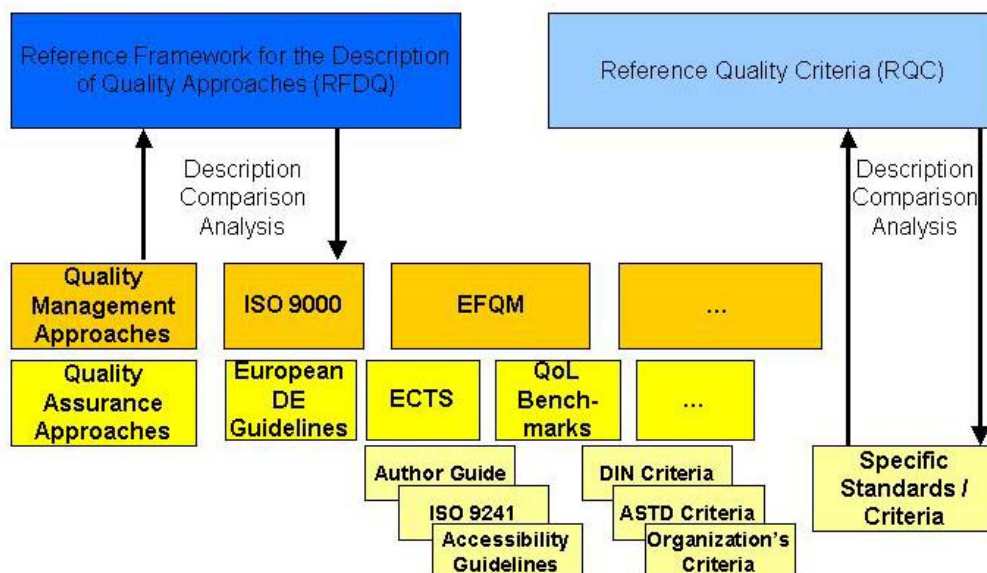 Reference Framework for the Description
of Quality Approaches (RFDQ)
Reference Quality Criteria (RQC)
Description
Comparison
Analysis
Description
Comparison
Analysis
Quality
Management
Approaches
ISO 9000
EFQM
...
Quality
Assurance
Approaches
European
DE
Guidelines
ECTS
QoL
Bench-
marks
...
Author Guide
ISO 9241
Accessibility
Guidelines
DIN Criteria
ASTD Criteria
Organization's
Criteria
Specific
Standards /
Criteria